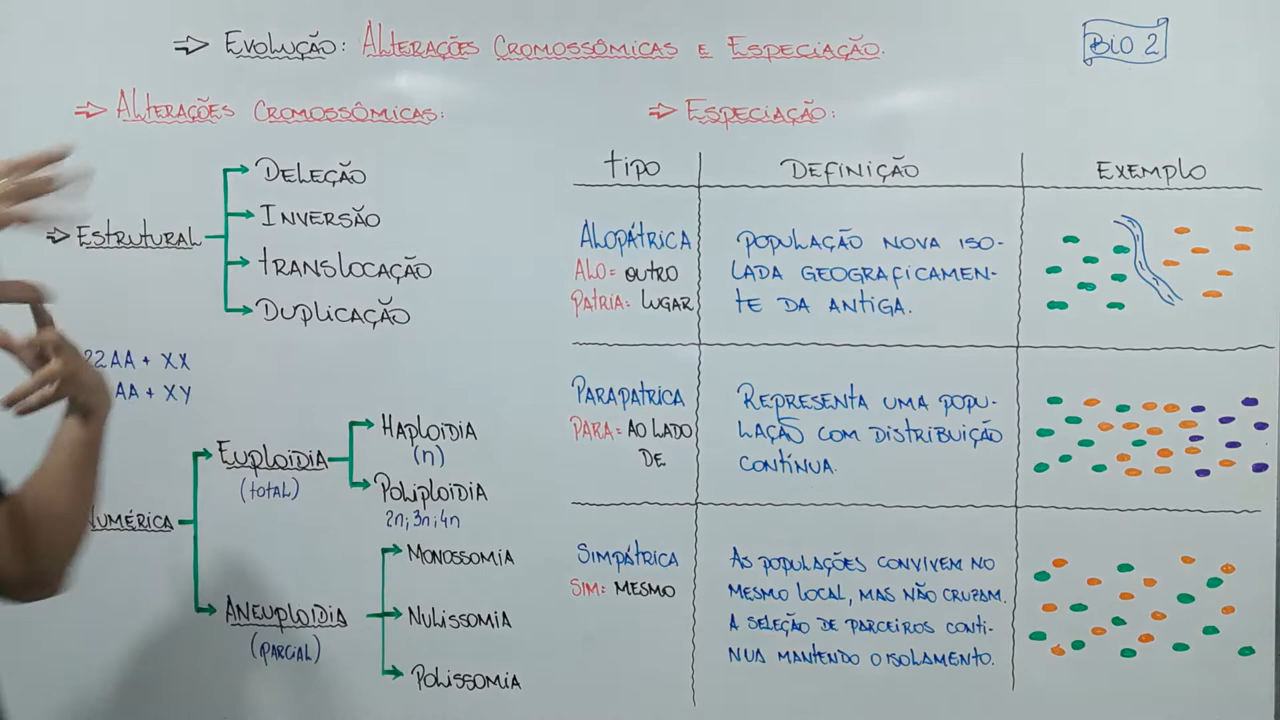 ⇒ Evolução: Alterações Cromossômicas e Especiação.
Bio 2
⇒ Alterações Cromossômicas:
Deleção
Inversão
⇒ Estrutural
Translocação
Duplicação
22AA + XX
AA + XY
Haploidia
(n)
Euploidia
(total)
Poliploidia
2n; 3n; 4n
Numérica
Monossomia
Aneuploidia
Nulissomia
(parcial)
Polissomia
⇒ Especiação:
Tipo Definição Exemplo
Alopátrica
Alo= outro
Patria= lugar
População nova iso-
lada geograficamen-
te da antiga.
Parapatrica
Para= ao lado
de
Representa uma popu-
lação com distribuição
contínua.
Simpátrica
Sim= mesmo
As populações convivem no
mesmo local, mas não cruzam.
A seleção de parceiros conti-
nua mantendo o isolamento.